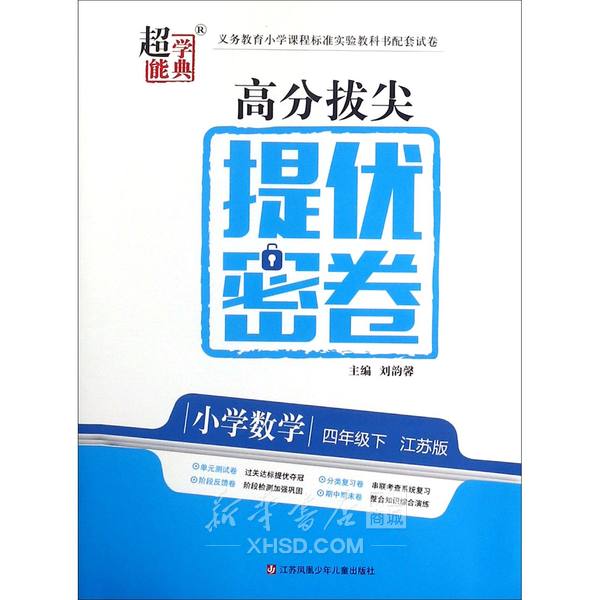 超能学典®
义务教育小学课程标准实验教科书配套试卷
高分拔尖
提优
密卷
主编 刘韵馨
小学数学 四年级下 江苏版
单元测试卷 过关达标提优夺冠
分类复习卷 串联考查系统复习
阶段反馈卷 阶段检测加强巩固
期中期末卷 整合知识综合演练
新华书店商城
XHSD.COM
江苏凤凰少年儿童出版社